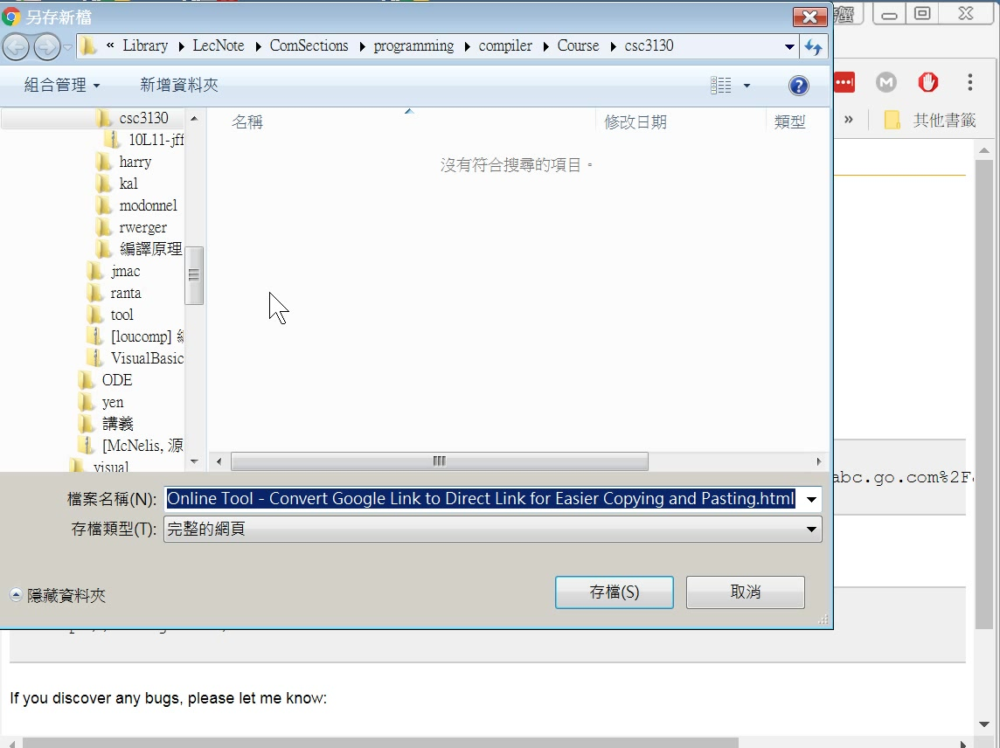 另存新檔
蟹
« Library ▸ LecNote ▸ ComSections ▸ programming ▸ compiler ▸ Course ▸ csc3130
組合管理 新增資料夾
» 其他書籤
名稱 修改日期 類型
沒有符合搜尋的項目。
csc3130
10L11-jff
harry
kal
modonnel
rwerger
編譯原理
jmac
ranta
tool
[loucomp]
VisualBasic
ODE
yen
講義
[McNelis, 源
visual
abc.go.com%2F
檔案名稱(N): Online Tool - Convert Google Link to Direct Link for Easier Copying and Pasting.html
存檔類型(T): 完整的網頁
隱藏資料夾 存檔(S) 取消
If you discover any bugs, please let me know: